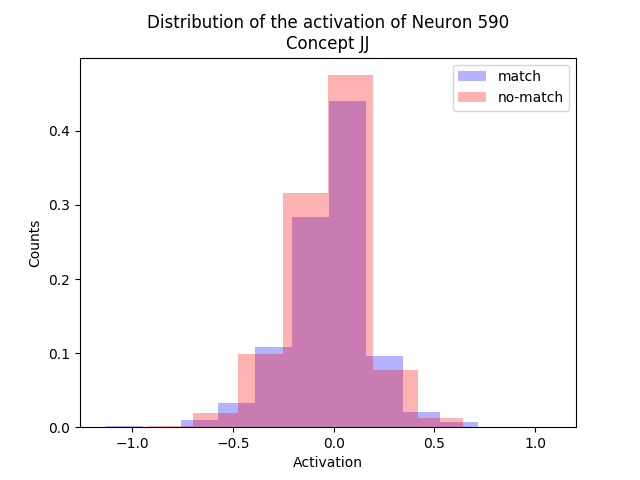 Distribution of the activation of Neuron 590
Concept JJ
match
no-match
Counts
0.4
0.3
0.2
0.1
0.0
−1.0
−0.5
0.0
0.5
1.0
Activation